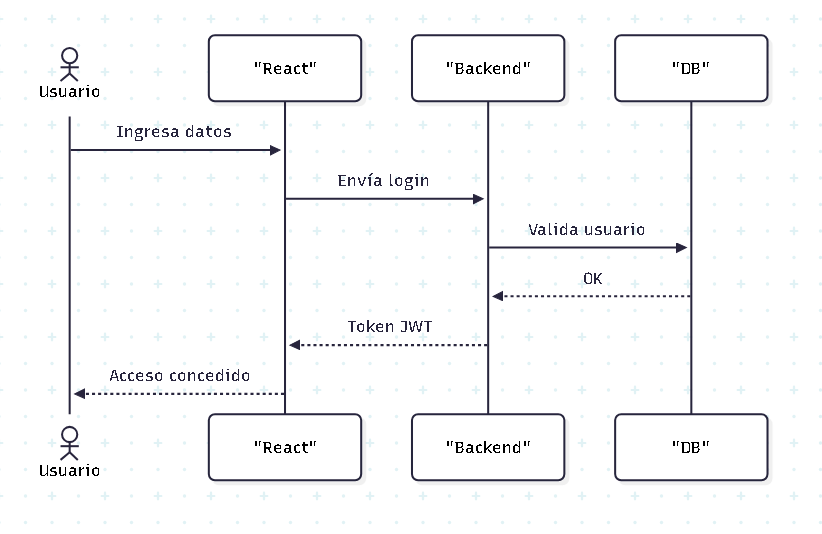 Usuario
"React"
"Backend"
"DB"
Ingresa datos
Envía login
Valida usuario
OK
Token JWT
Acceso concedido
Usuario
"React"
"Backend"
"DB"